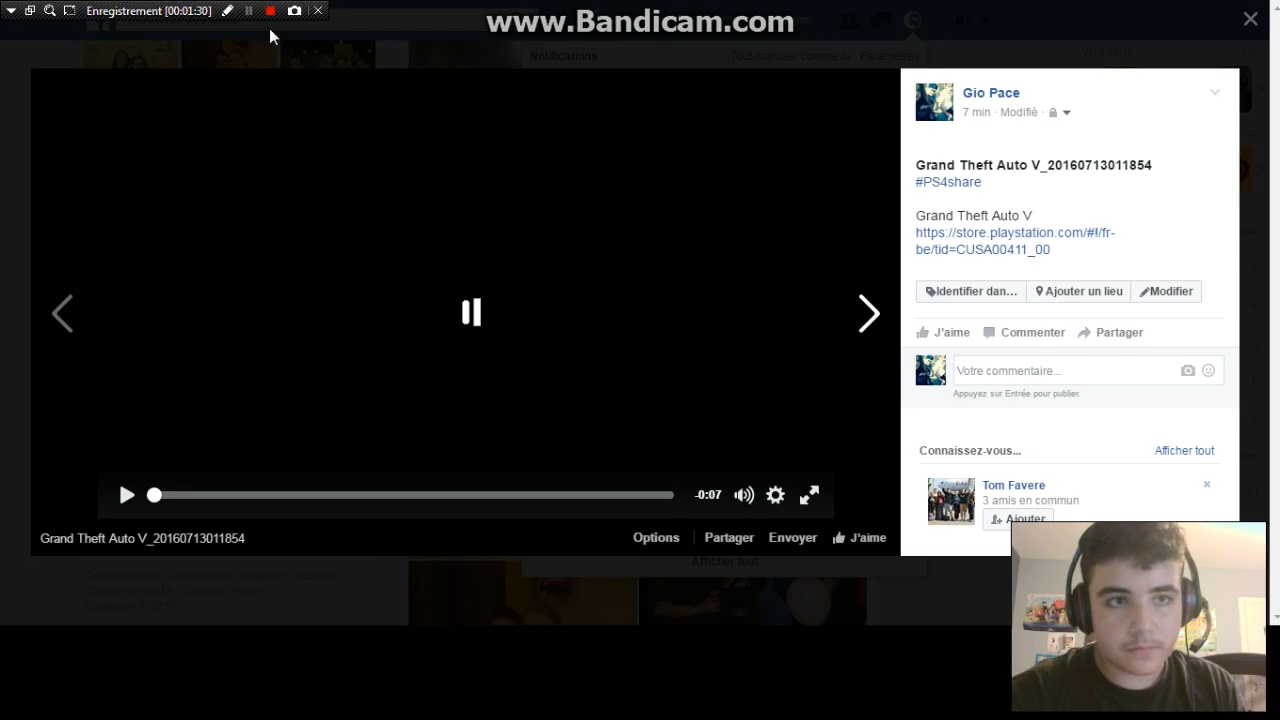 Enregistrement [00:01:30]
www.Bandicam.com
Notifications
Gio Pace
7 min · Modifié ·
Grand Theft Auto V_20160713011854
#PS4share
Grand Theft Auto V
https://store.playstation.com/#!/fr-
be/tid=CUSA00411_00
Identifier dan... Ajouter un lieu Modifier
J'aime Commenter Partager
Votre commentaire...
Appuyez sur Entrée pour publier.
Connaissez-vous... Afficher tout
Tom Favere
3 amis en commun
Ajouter
-0:07
Grand Theft Auto V_20160713011854 Options Partager Envoyer J'aime
Afficher tout